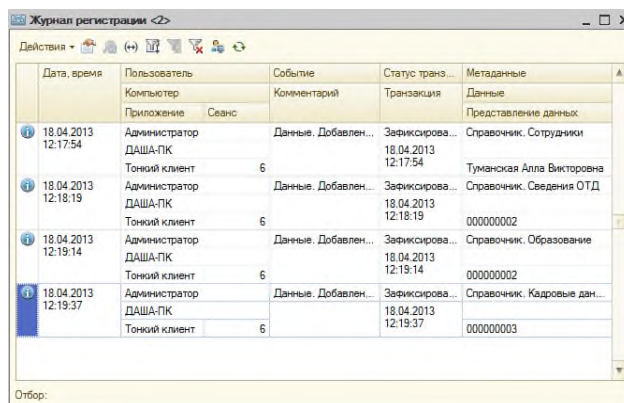 Журнал регистрации <2>
Действия
Дата, время Пользователь Событие Статус транз... Метаданные
Компьютер Комментарий Транзакция Данные
Приложение Сеанс Представление данных
18.04.2013 Администратор Данные. Добавлен... Зафиксирова... Справочник. Сотрудники
12:17:54 ДАША-ПК 18.04.2013
Тонкий клиент 6 12:17:54 Туманская Алла Викторовна
18.04.2013 Администратор Данные. Добавлен... Зафиксирова... Справочник. Сведения ОТД
12:18:19 ДАША-ПК 18.04.2013
Тонкий клиент 6 12:18:19 000000002
18.04.2013 Администратор Данные. Добавлен... Зафиксирова... Справочник. Образование
12:19:14 ДАША-ПК 18.04.2013
Тонкий клиент 6 12:19:14 000000002
18.04.2013 Администратор Данные. Добавлен... Зафиксирова... Справочник. Кадровые дан...
12:19:37 ДАША-ПК 18.04.2013
Тонкий клиент 6 12:19:37 000000003
Отбор: